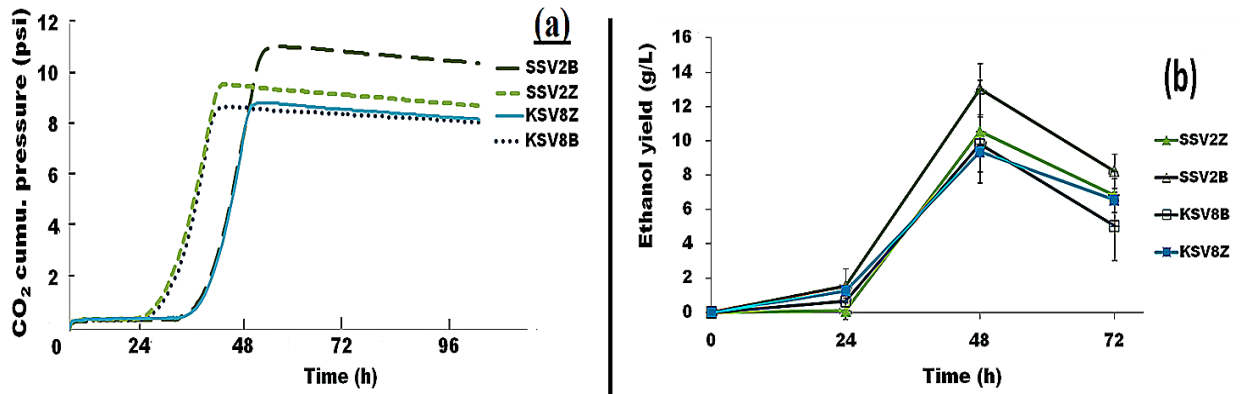 (a)
CO₂ cumu. pressure (psi)
12
10
8
6
4
2
0
24
48
72
96
Time (h)
SSV2B
SSV2Z
KSV8Z
KSV8B
(b)
Ethanol yield (g/L)
16
14
12
10
8
6
4
2
0
0
24
48
72
Time (h)
SSV2Z
SSV2B
KSV8B
KSV8Z